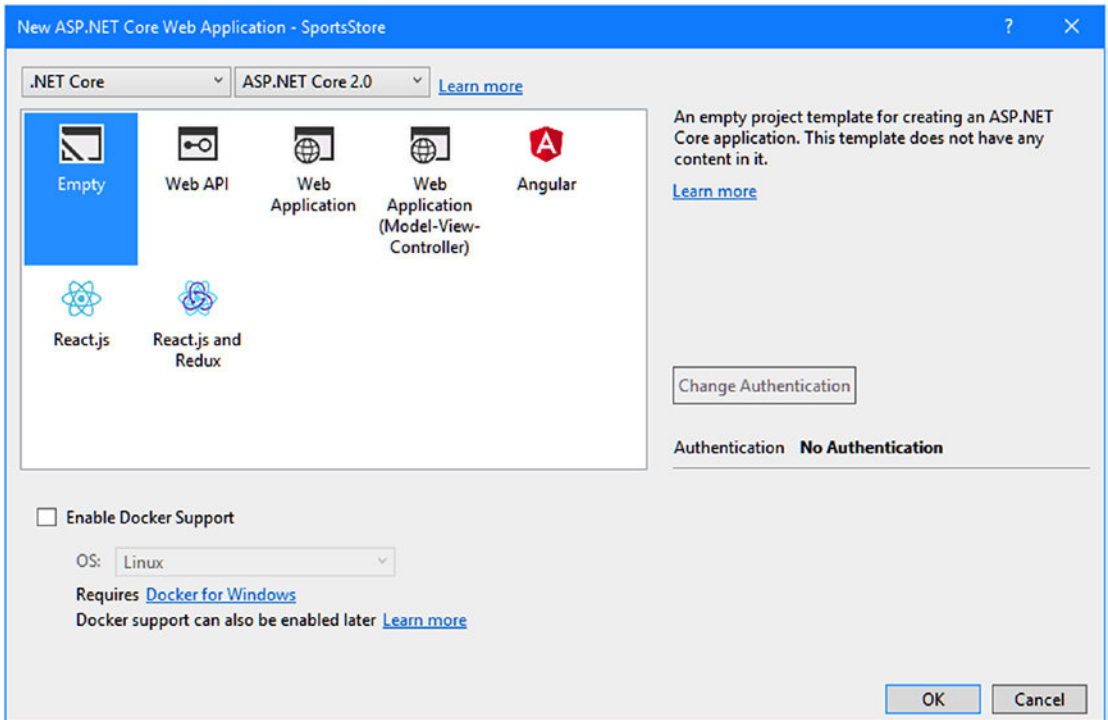 New ASP.NET Core Web Application - SportsStore
?
.NET Core
ASP.NET Core 2.0
Learn more
Empty
Web API
Web
Application
Web
Application
(Model-View-
Controller)
Angular
React.js
React.js and
Redux
An empty project template for creating an ASP.NET
Core application. This template does not have any
content in it.
Learn more
Change Authentication
Authentication No Authentication
Enable Docker Support
OS: Linux
Requires Docker for Windows
Docker support can also be enabled later Learn more
OK
Cancel